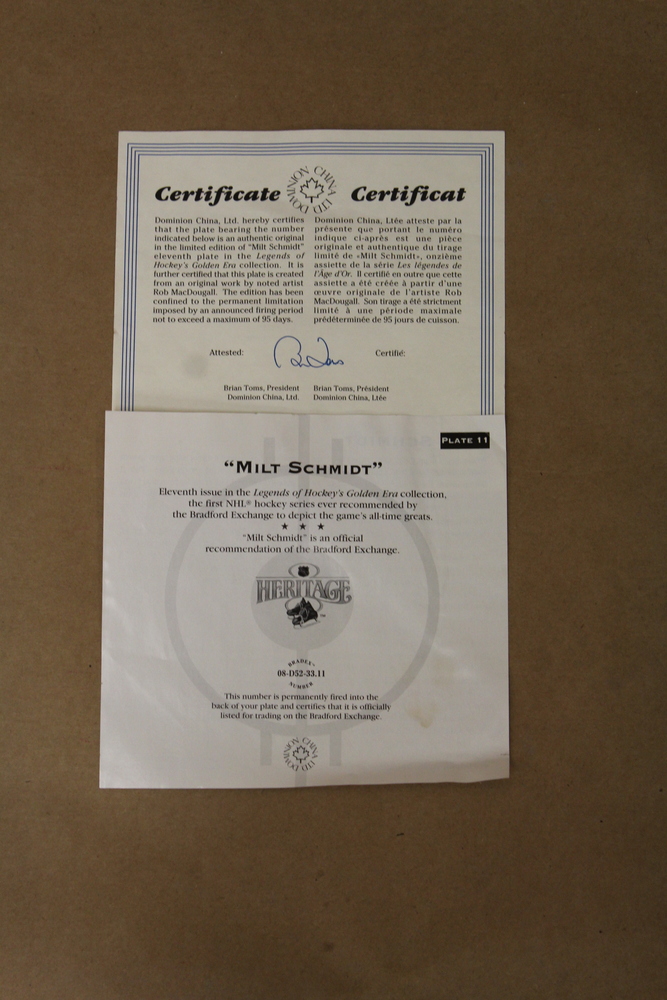 Certificate
DOMINION CHINA LTD
Certificat
Dominion China, Ltd. hereby certifies
that the plate bearing the number
indicated below is an authentic original
in the limited edition of "Milt Schmidt"
eleventh plate in the Legends of
Hockey's Golden Era collection. It is
further certified that this plate is created
from an original work by noted artist
Rob MacDougall. The edition has been
confined to the permanent limitation
imposed by an announced firing period
not to exceed a maximum of 95 days.
Dominion China, Ltée atteste par la
présente que portant le numéro
indique ci-après est une pièce
originale et authentique du tirage
limité de «Milt Schmidt», onzième
assiette de la série Les légendes de
l'Âge d'Or. Il certifié en outre que cette
assiette a été créée à partir d'une
œuvre originale de l'artiste Rob
MacDougall. Son tirage a été strictment
limité à une période maximale
prédéterminée de 95 jours de cuisson.
Attested:
Certifié:
Brian Toms, President
Dominion China, Ltd.
Brian Toms, Président
Dominion China, Ltée
PLATE 11
"MILT SCHMIDT"
Eleventh issue in the Legends of Hockey's Golden Era collection,
the first NHL® hockey series ever recommended by
the Bradford Exchange to depict the game's all-time greats.
★ ★ ★
"Milt Schmidt" is an official
recommendation of the Bradford Exchange.
HERITAGE
TM
BRADEX™
08-D52-33.11
NUMBER
This number is permanently fired into the
back of your plate and certifies that it is officially
listed for trading on the Bradford Exchange.
DOMINION CHINA LTD